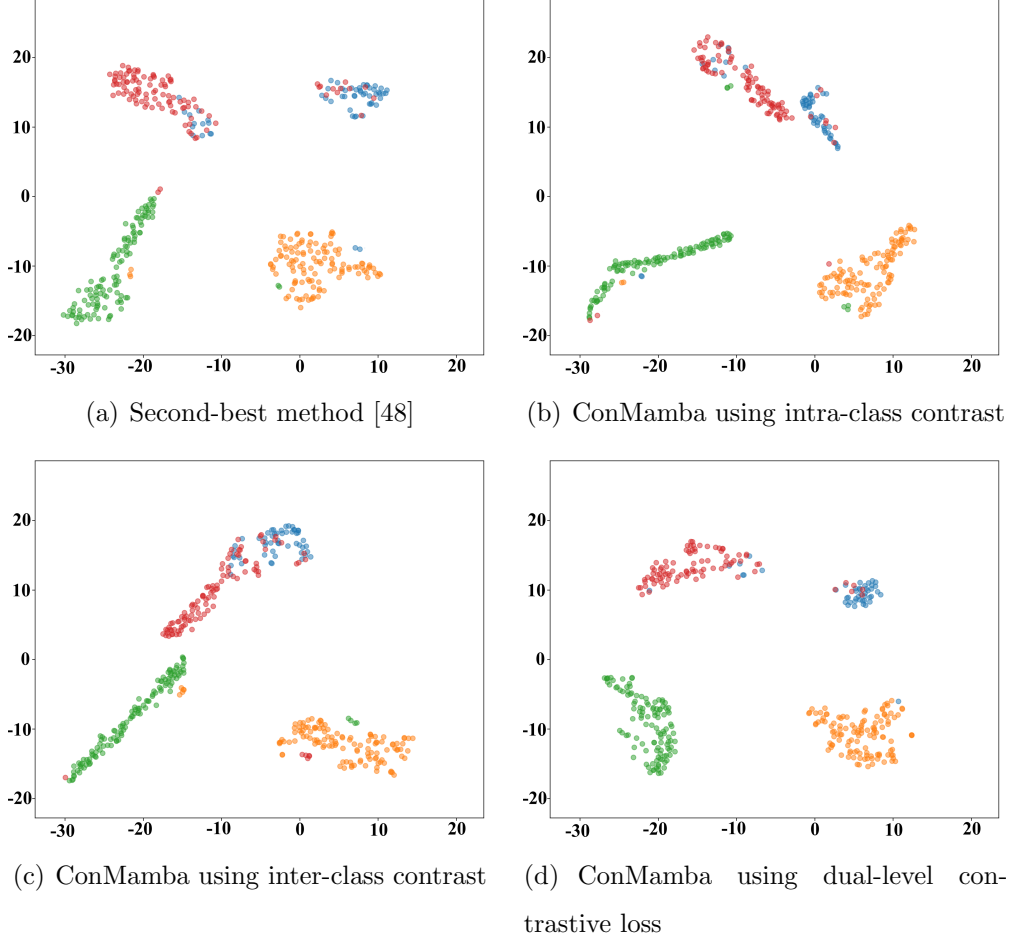 20
10
0
-10
-20
-30 -20 -10 0 10 20
(a) Second-best method [48]
20
10
0
-10
-20
-30 -20 -10 0 10 20
(b) ConMamba using intra-class contrast
20
10
0
-10
-20
-30 -20 -10 0 10 20
(c) ConMamba using inter-class contrast
20
10
0
-10
-20
-30 -20 -10 0 10 20
(d) ConMamba using dual-level con-
trastive loss